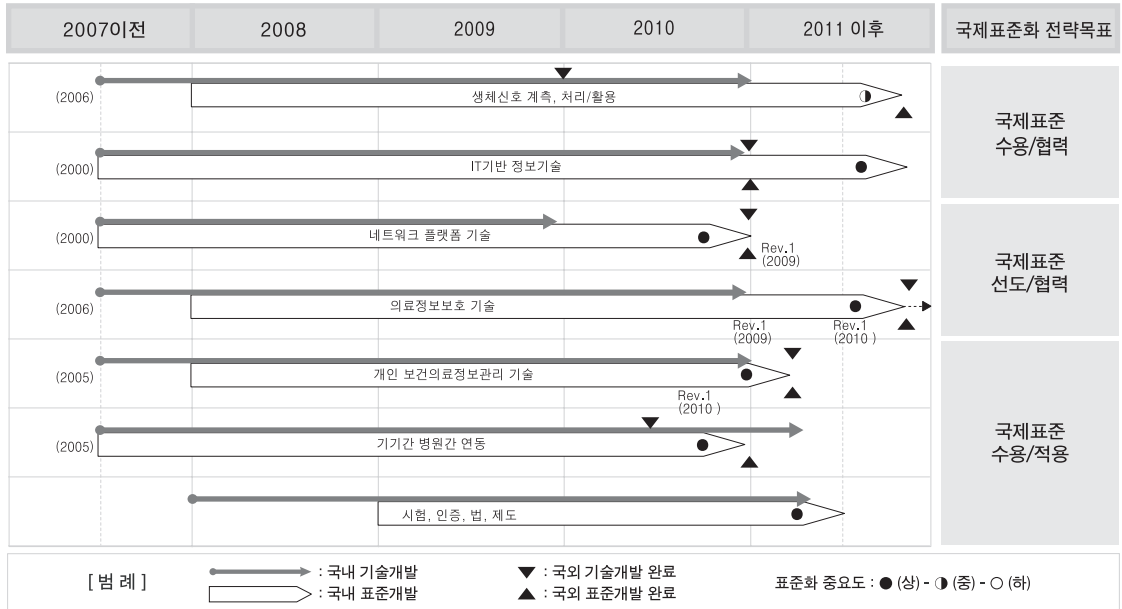 2007이전 2008 2009 2010 2011 이후 국제표준화 전략목표
(2006) 생체신호 계측, 처리/활용
국제표준
수용/협력
(2000) IT기반 정보기술
(2000) 네트워크 플랫폼 기술
Rev.1
(2009)
국제표준
선도/협력
(2006) 의료정보보호 기술
Rev.1
(2009)
Rev.1
(2010 )
(2005) 개인 보건의료정보관리 기술
Rev.1
(2010 )
국제표준
수용/적용
(2005) 기기간 병원간 연동
시험, 인증, 법, 제도
[ 범 례 ]
: 국내 기술개발
: 국내 표준개발
▼ : 국외 기술개발 완료
▲ : 국외 표준개발 완료
표준화 중요도 : ● (상) - ◑ (중) - ○ (하)